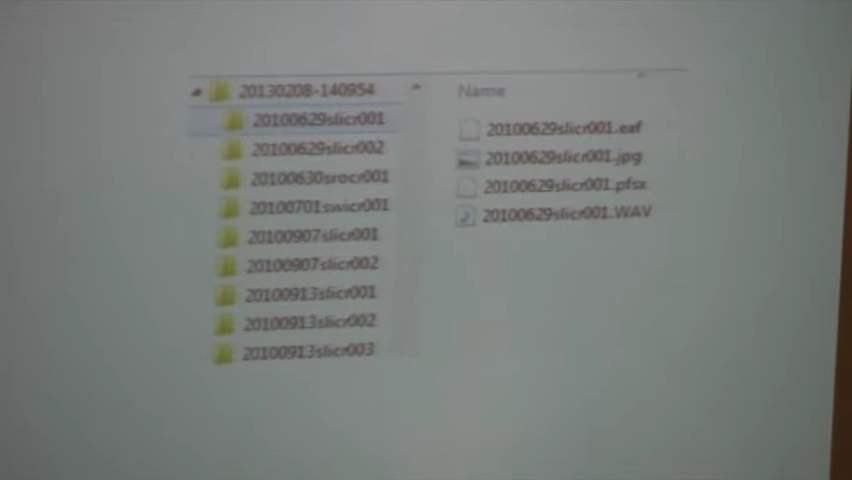 20130208-140954
20100629slicr001
20100629slicr002
20100630srocr001
20100701swicr001
20100907slicr001
20100907slicr002
20100913slicr001
20100913slicr002
20100913slicr003
Name
20100629slicr001.eaf
20100629slicr001.jpg
20100629slicr001.pfsx
20100629slicr001.WAV